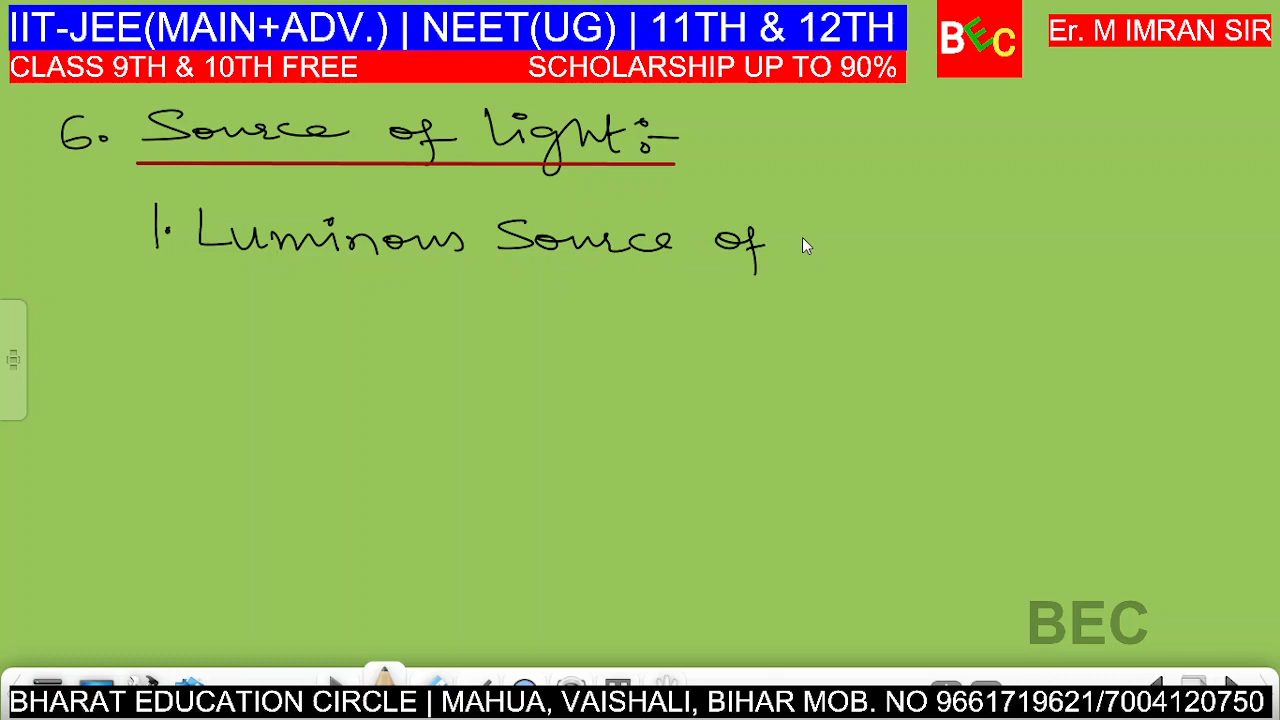 IIT-JEE(MAIN+ADV.) | NEET(UG) | 11TH & 12TH
CLASS 9TH & 10TH FREE SCHOLARSHIP UP TO 90%
BEC
Er. M IMRAN SIR
6. Source of light:-
1. Luminous Source of
BEC
BHARAT EDUCATION CIRCLE | MAHUA, VAISHALI, BIHAR MOB. NO 9661719621/7004120750